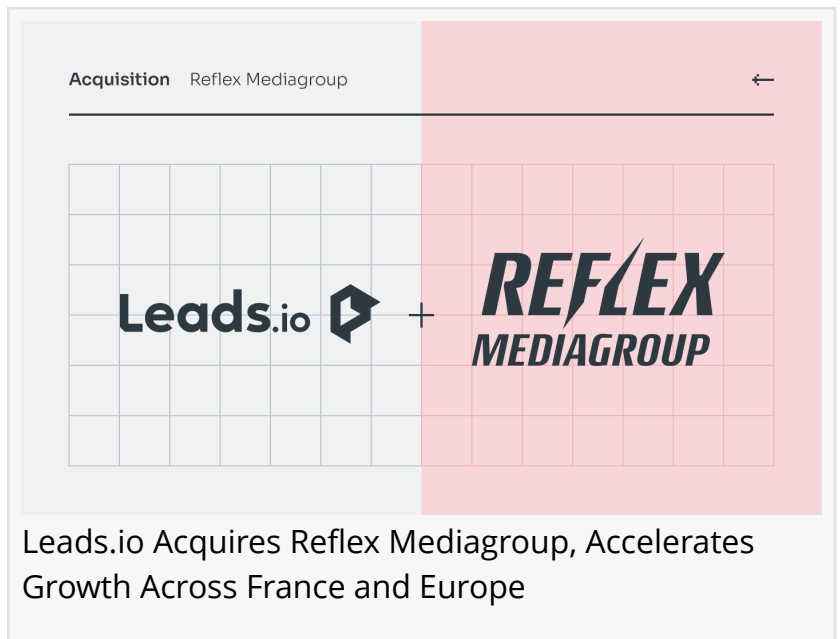 Acquisition Reflex Mediagroup
Leads.io + REFLEX
MEDIAGROUP
Leads.io Acquires Reflex Mediagroup, Accelerates
Growth Across France and Europe